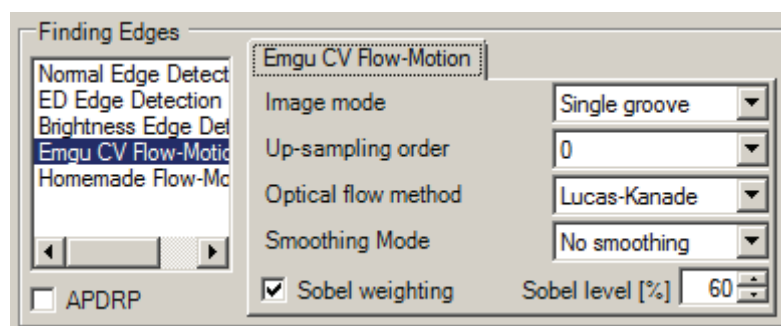 Finding Edges
Normal Edge Detect
ED Edge Detection
Brightness Edge Det
Emgu CV Flow-Motic
Homemade Flow-Mo
APDRP
Emgu CV Flow-Motion
Image mode Single groove
Up-sampling order 0
Optical flow method Lucas-Kanade
Smoothing Mode No smoothing
Sobel weighting Sobel level [%] 60